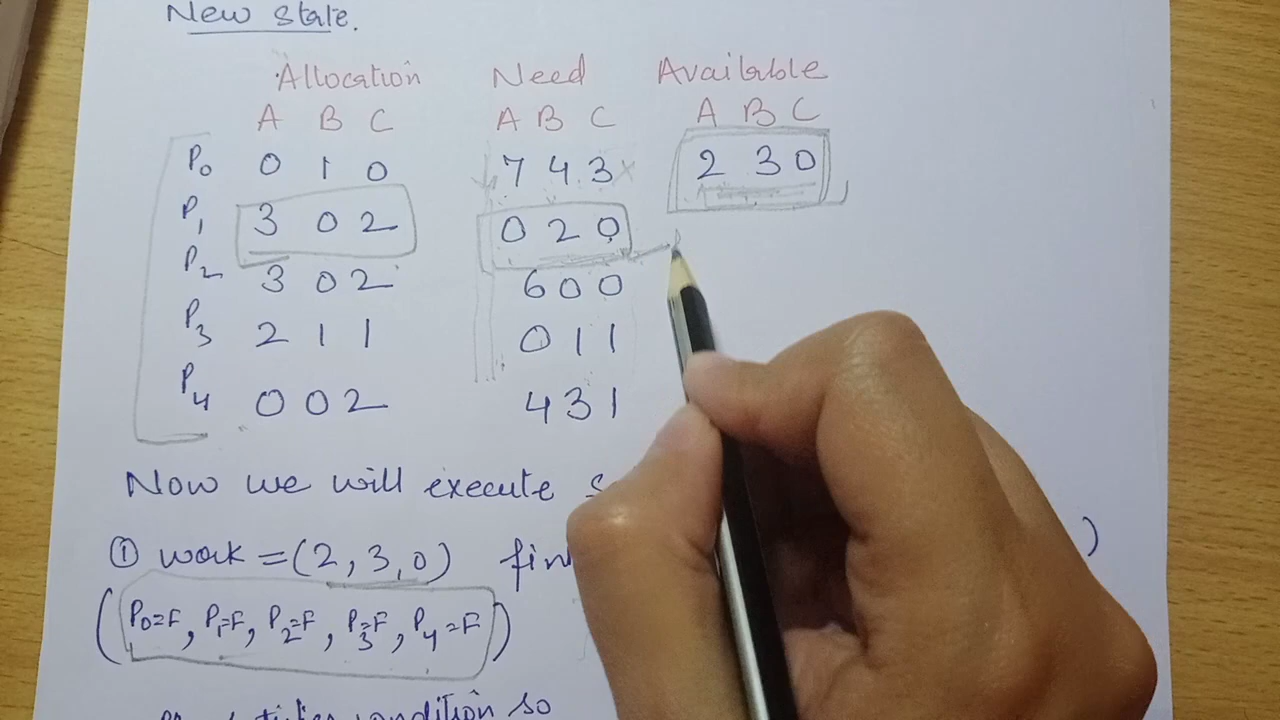 New state.
Allocation Need Available
A B C A B C A B C
P0 0 1 0 7 4 3 2 3 0
P1 3 0 2 0 2 0
P2 3 0 2 6 0 0
P3 2 1 1 0 1 1
P4 0 0 2 4 3 1
Now we will execute
① work = (2, 3, 0) )
(P0=F, P1=F, P2=F, P3=F, P4=F)
condition so